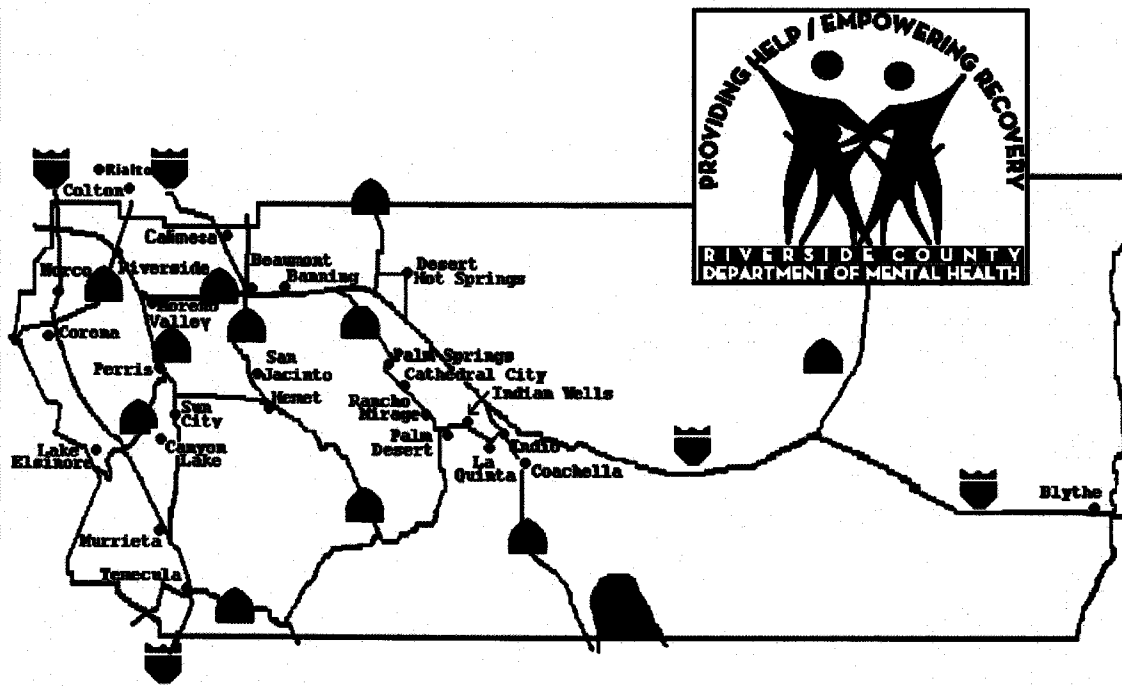 PROVIDING HELP / EMPOWERING RECOVERY
RIVERSIDE COUNTY
DEPARTMENT OF MENTAL HEALTH
Rialto
Colton
Calimesa
Norco
Riverside
Beaumont
Banning
Desert
Hot Springs
Moreno
Valley
Corona
Perris
San
Jacinto
Hemet
Palm Springs
Cathedral City
Indian Wells
Rancho
Mirage
Sun
City
Palm
Desert
Indio
Lake
Elsinore
Canyon
Lake
La
Quinta
Coachella
Blythe
Murrieta
Temecula